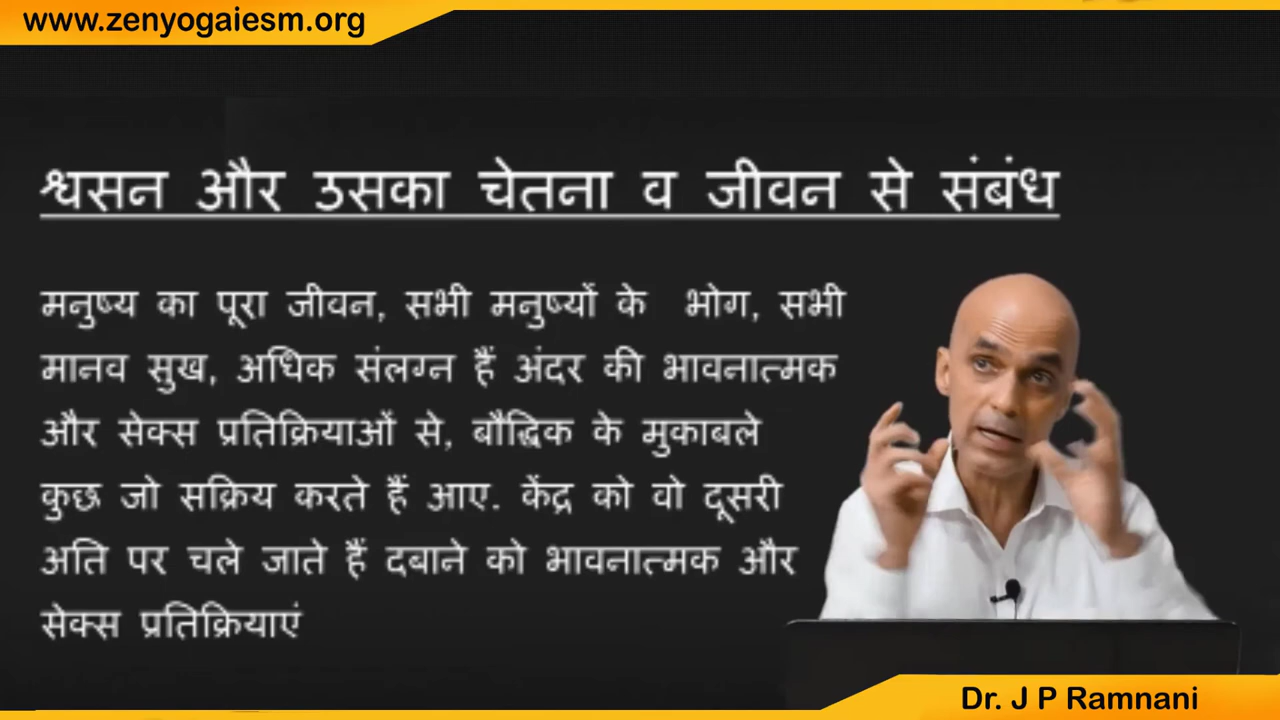 www.zenyogaiesm.org
श्वसन और उसका चेतना व जीवन से संबंध
मनुष्य का पूरा जीवन, सभी मनुष्यों के भोग, सभी
मानव सुख, अधिक संलग्न हैं अंदर की भावनात्मक
और सेक्स प्रतिक्रियाओं से, बौद्धिक के मुकाबले
कुछ जो सक्रिय करते हैं आए. केंद्र को वो दूसरी
अति पर चले जाते हैं दबाने को भावनात्मक और
सेक्स प्रतिक्रियाएं
Dr. J P Ramnani